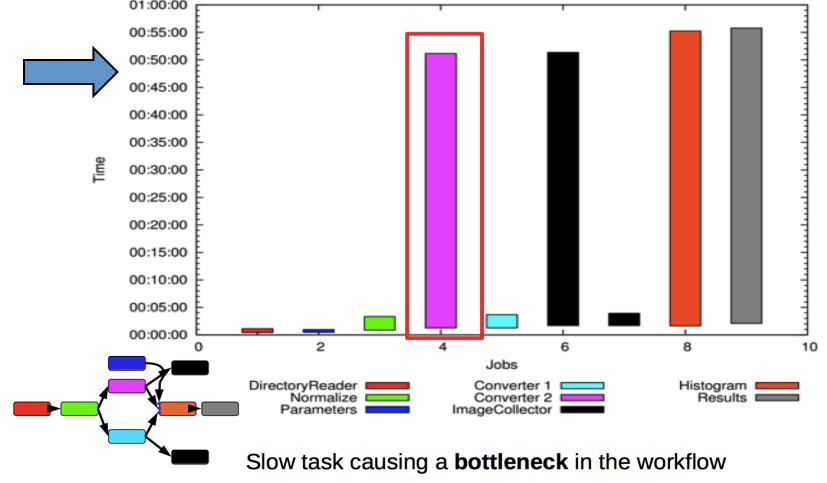 01:00:00
00:55:00
00:50:00
00:45:00
00:40:00
00:35:00
00:30:00
00:25:00
00:20:00
00:15:00
00:10:00
00:05:00
00:00:00
Time
0 2 4 6 8 10
Jobs
DirectoryReader Converter 1 Histogram
Normalize Converter 2 Results
Parameters ImageCollector
Slow task causing a bottleneck in the workflow